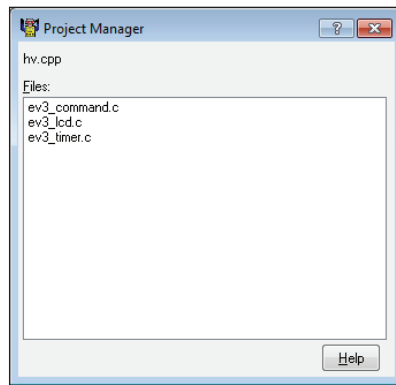 Project Manager
hv.cpp
Files:
ev3_command.c
ev3_lcd.c
ev3_timer.c
Help